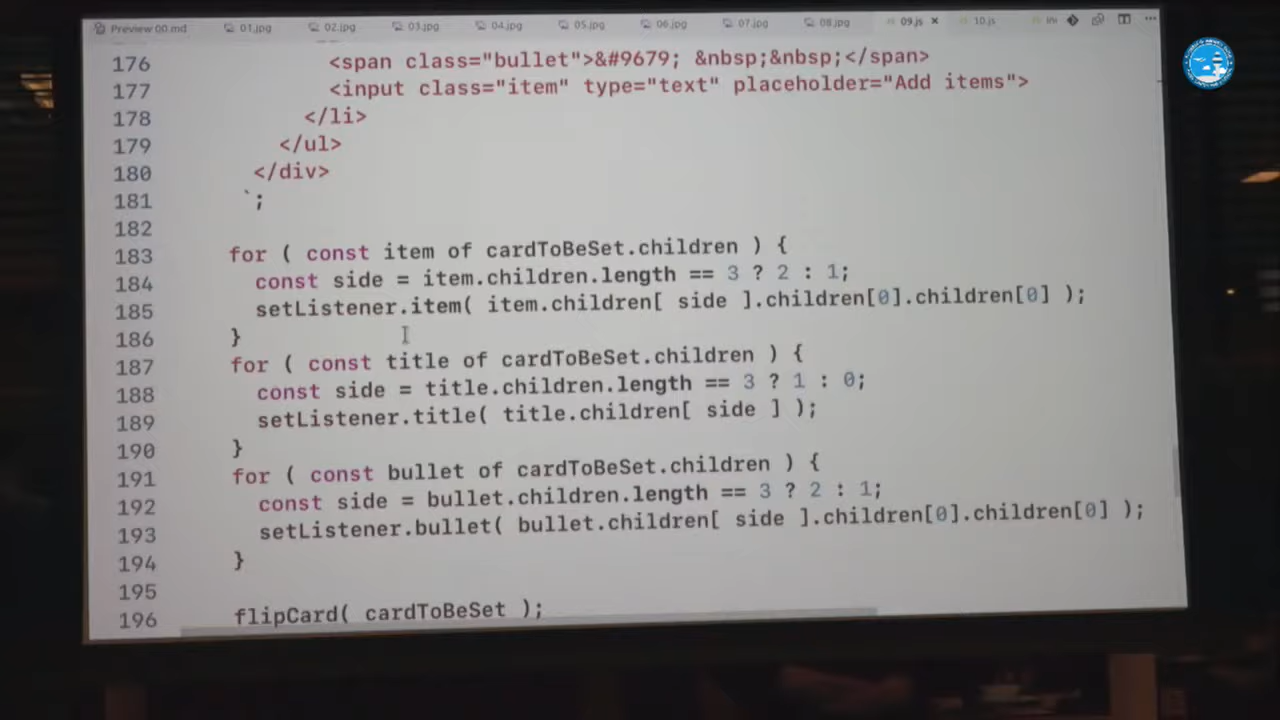 Preview 00.md 01.jpg 02.jpg 03.jpg 04.jpg 05.jpg 06.jpg 07.jpg 08.jpg 09.js × 10.js ...
176 <span class="bullet">&#9679; &nbsp;&nbsp;</span>
177 <input class="item" type="text" placeholder="Add items">
178 </li>
179 </ul>
180 </div>
181 `;
182
183 for ( const item of cardToBeSet.children ) {
184 const side = item.children.length == 3 ? 2 : 1;
185 setListener.item( item.children[ side ].children[0].children[0] );
186 }
187 for ( const title of cardToBeSet.children ) {
188 const side = title.children.length == 3 ? 1 : 0;
189 setListener.title( title.children[ side ] );
190 }
191 for ( const bullet of cardToBeSet.children ) {
192 const side = bullet.children.length == 3 ? 2 : 1;
193 setListener.bullet( bullet.children[ side ].children[0].children[0] );
194 }
195
196 flipCard( cardToBeSet );